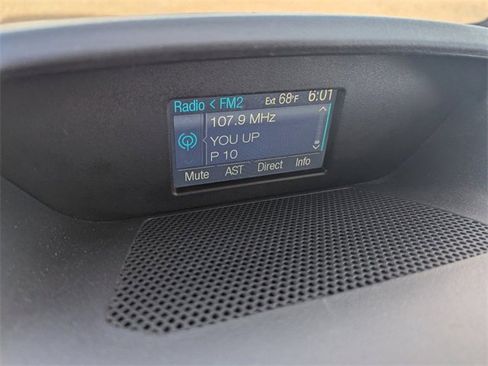 Radio < FM2 Ext 68°F 6:01
107.9 MHz
YOU UP
P 10
Mute AST Direct Info